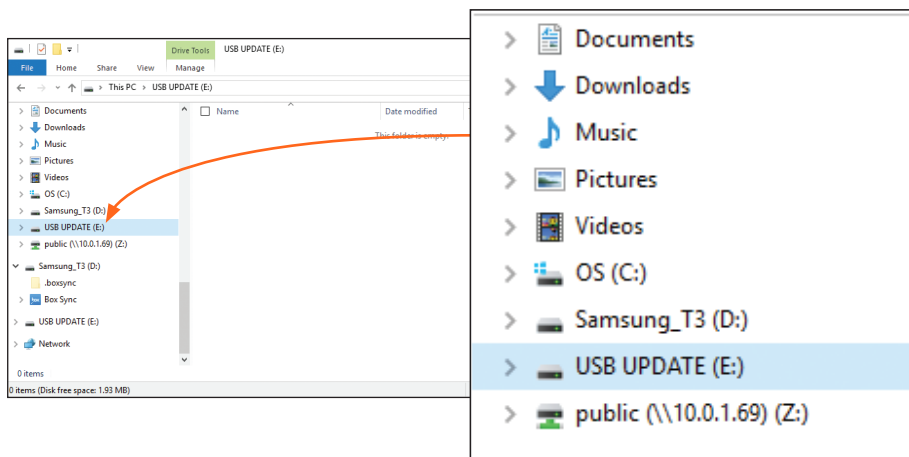 Drive Tools USB UPDATE (E:)
File Home Share View Manage
This PC > USB UPDATE (E:)
Name Date modified
This folder is empty.
Documents
Downloads
Music
Pictures
Videos
OS (C:)
Samsung_T3 (D:)
USB UPDATE (E:)
public (\\10.0.1.69) (Z:)
Samsung_T3 (D:)
.boxsync
Box Sync
USB UPDATE (E:)
Network
0 items
0 items (Disk free space: 1.93 MB)
Documents
Downloads
Music
Pictures
Videos
OS (C:)
Samsung_T3 (D:)
USB UPDATE (E:)
public (\\10.0.1.69) (Z:)